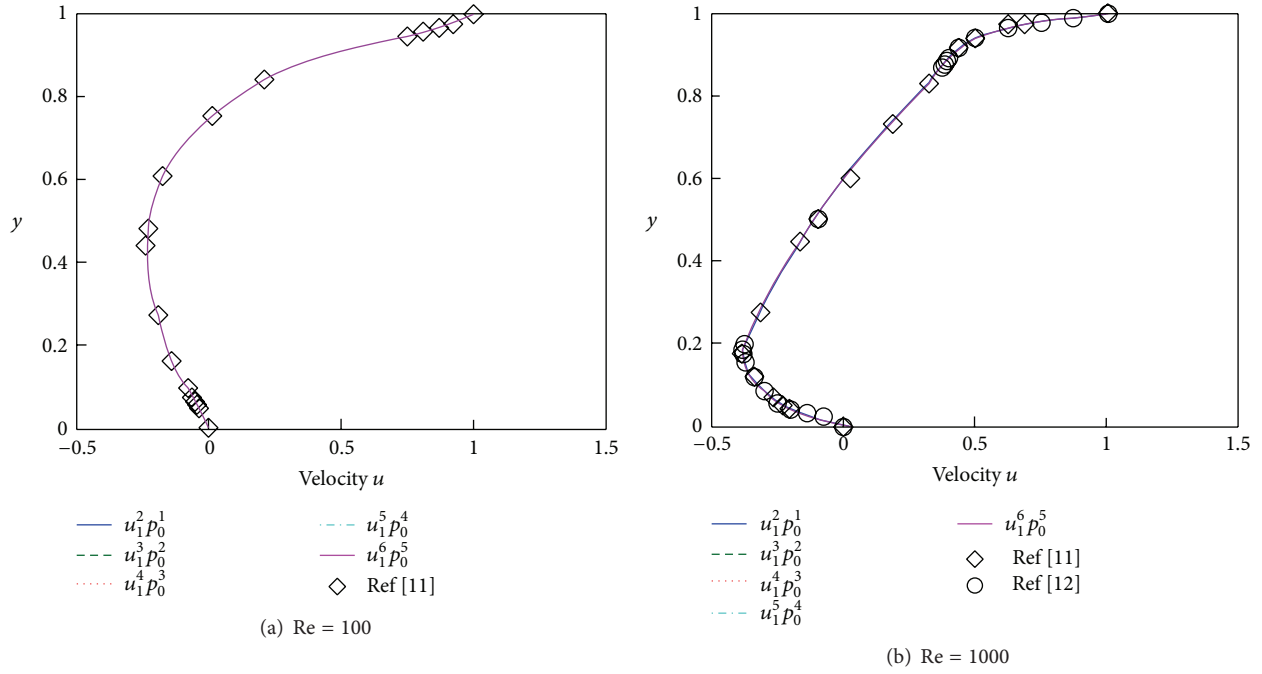 1
0.8
0.6
y
0.4
0.2
0
−0.5
0
0.5
1
1.5
Velocity u
u₁²p₀¹
u₁³p₀²
u₁⁴p₀³
u₁⁵p₀⁴
u₁⁶p₀⁵
Ref [11]
(a) Re = 100
1
0.8
0.6
y
0.4
0.2
0
−0.5
0
0.5
1
1.5
Velocity u
u₁²p₀¹
u₁³p₀²
u₁⁴p₀³
u₁⁵p₀⁴
u₁⁶p₀⁵
Ref [11]
Ref [12]
(b) Re = 1000